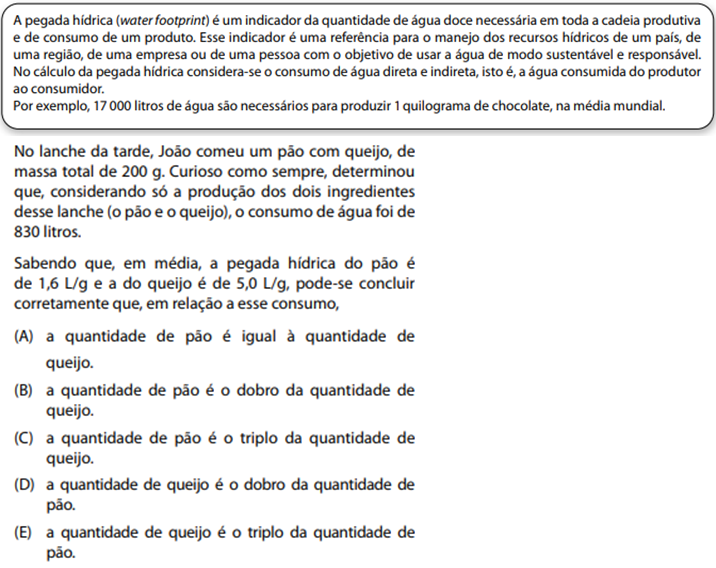 A pegada hídrica (water footprint) é um indicador da quantidade de água doce necessária em toda a cadeia produtiva
e de consumo de um produto. Esse indicador é uma referência para o manejo dos recursos hídricos de um país, de
uma região, de uma empresa ou de uma pessoa com o objetivo de usar a água de modo sustentável e responsável.
No cálculo da pegada hídrica considera-se o consumo de água direta e indireta, isto é, a água consumida do produtor
ao consumidor.
Por exemplo, 17 000 litros de água são necessários para produzir 1 quilograma de chocolate, na média mundial.
No lanche da tarde, João comeu um pão com queijo, de
massa total de 200 g. Curioso como sempre, determinou
que, considerando só a produção dos dois ingredientes
desse lanche (o pão e o queijo), o consumo de água foi de
830 litros.
Sabendo que, em média, a pegada hídrica do pão é
de 1,6 L/g e a do queijo é de 5,0 L/g, pode-se concluir
corretamente que, em relação a esse consumo,
(A) a quantidade de pão é igual à quantidade de
queijo.
(B) a quantidade de pão é o dobro da quantidade de
queijo.
(C) a quantidade de pão é o triplo da quantidade de
queijo.
(D) a quantidade de queijo é o dobro da quantidade de
pão.
(E) a quantidade de queijo é o triplo da quantidade de
pão.